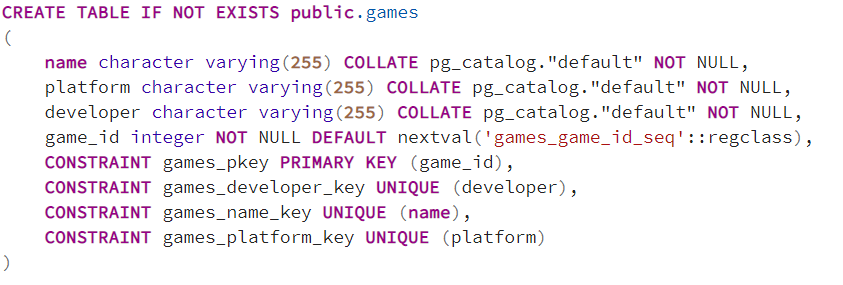 CREATE TABLE IF NOT EXISTS public.games
(
    name character varying(255) COLLATE pg_catalog."default" NOT NULL,
    platform character varying(255) COLLATE pg_catalog."default" NOT NULL,
    developer character varying(255) COLLATE pg_catalog."default" NOT NULL,
    game_id integer NOT NULL DEFAULT nextval('games_game_id_seq'::regclass),
    CONSTRAINT games_pkey PRIMARY KEY (game_id),
    CONSTRAINT games_developer_key UNIQUE (developer),
    CONSTRAINT games_name_key UNIQUE (name),
    CONSTRAINT games_platform_key UNIQUE (platform)
)